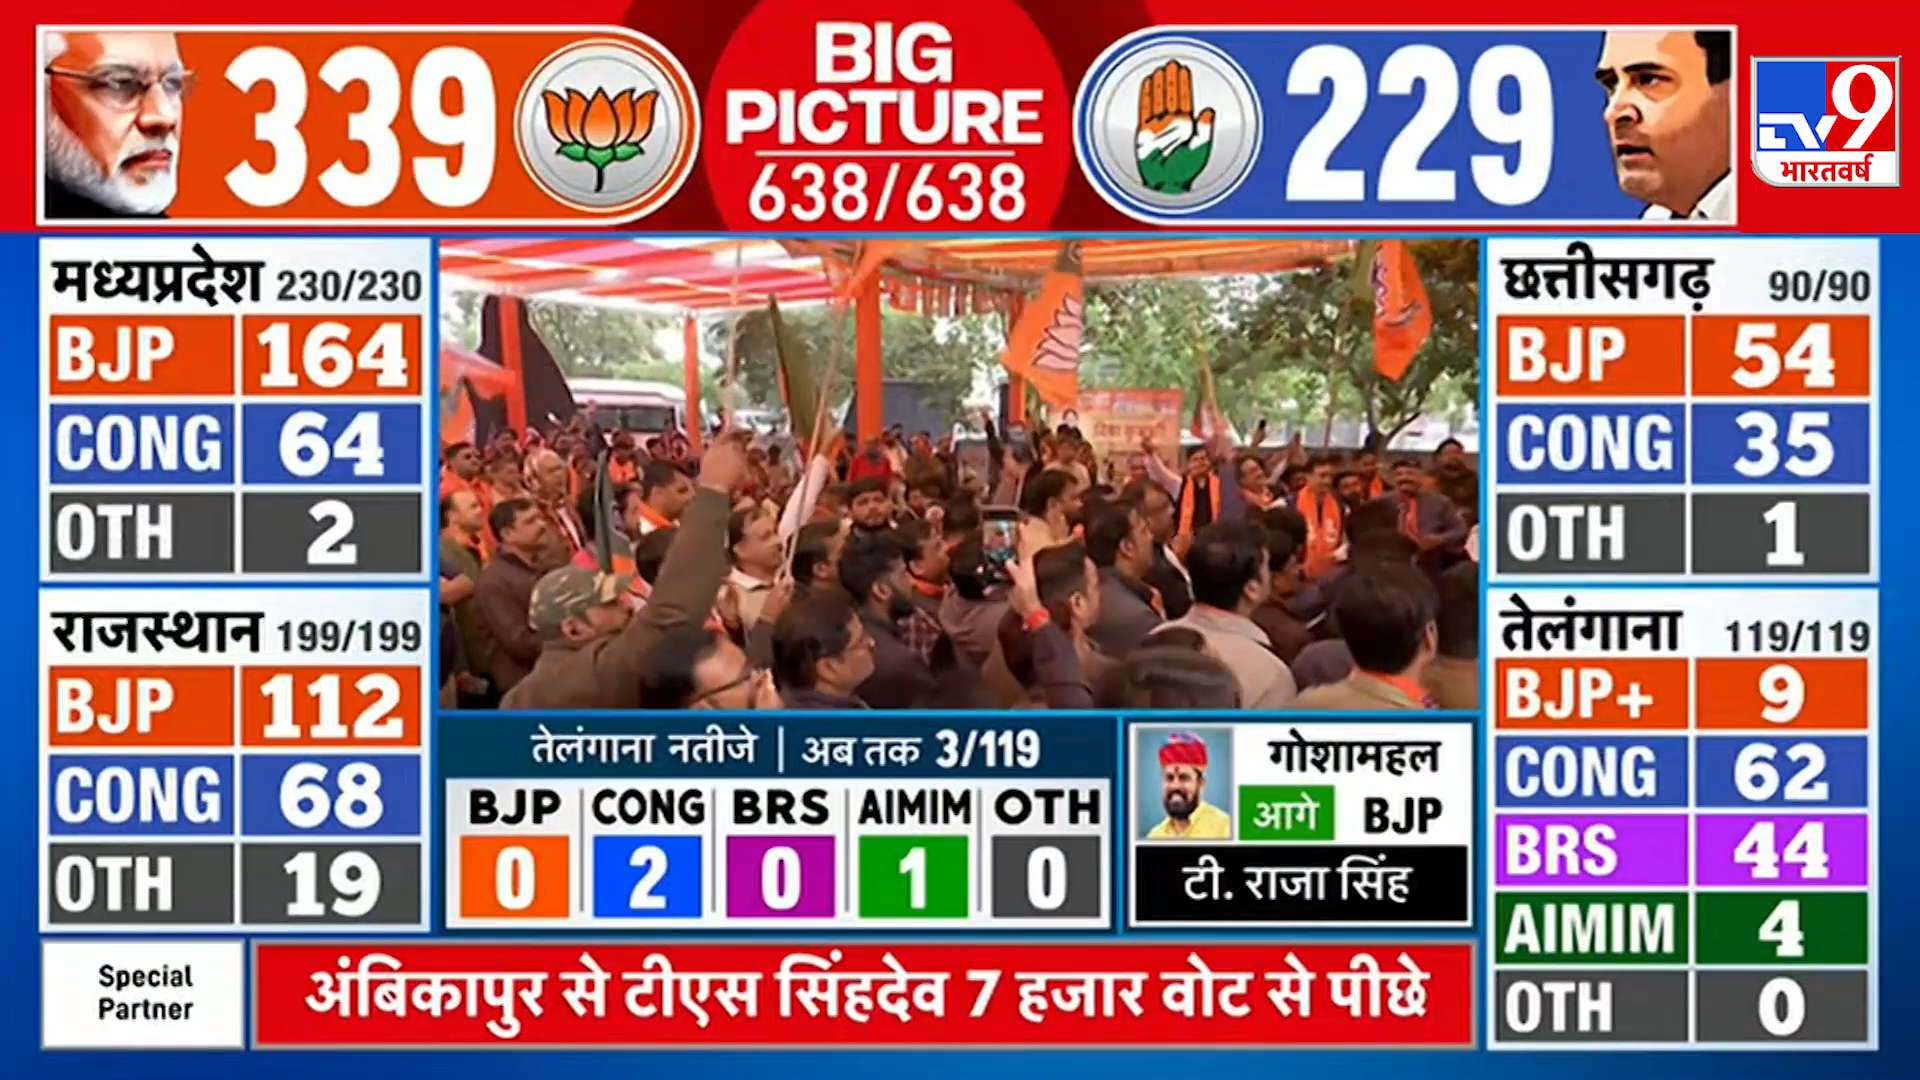 339
BIG
PICTURE
638/638
229
TV9
भारतवर्ष
मध्यप्रदेश 230/230
BJP 164
CONG 64
OTH 2
राजस्थान 199/199
BJP 112
CONG 68
OTH 19
तेलंगाना नतीजे | अब तक 3/119
BJP CONG BRS AIMIM OTH
0 2 0 1 0
गोशामहल
आगे BJP
टी. राजा सिंह
छत्तीसगढ़ 90/90
BJP 54
CONG 35
OTH 1
तेलंगाना 119/119
BJP+ 9
CONG 62
BRS 44
AIMIM 4
OTH 0
Special
Partner
अंबिकापुर से टीएस सिंहदेव 7 हजार वोट से पीछे